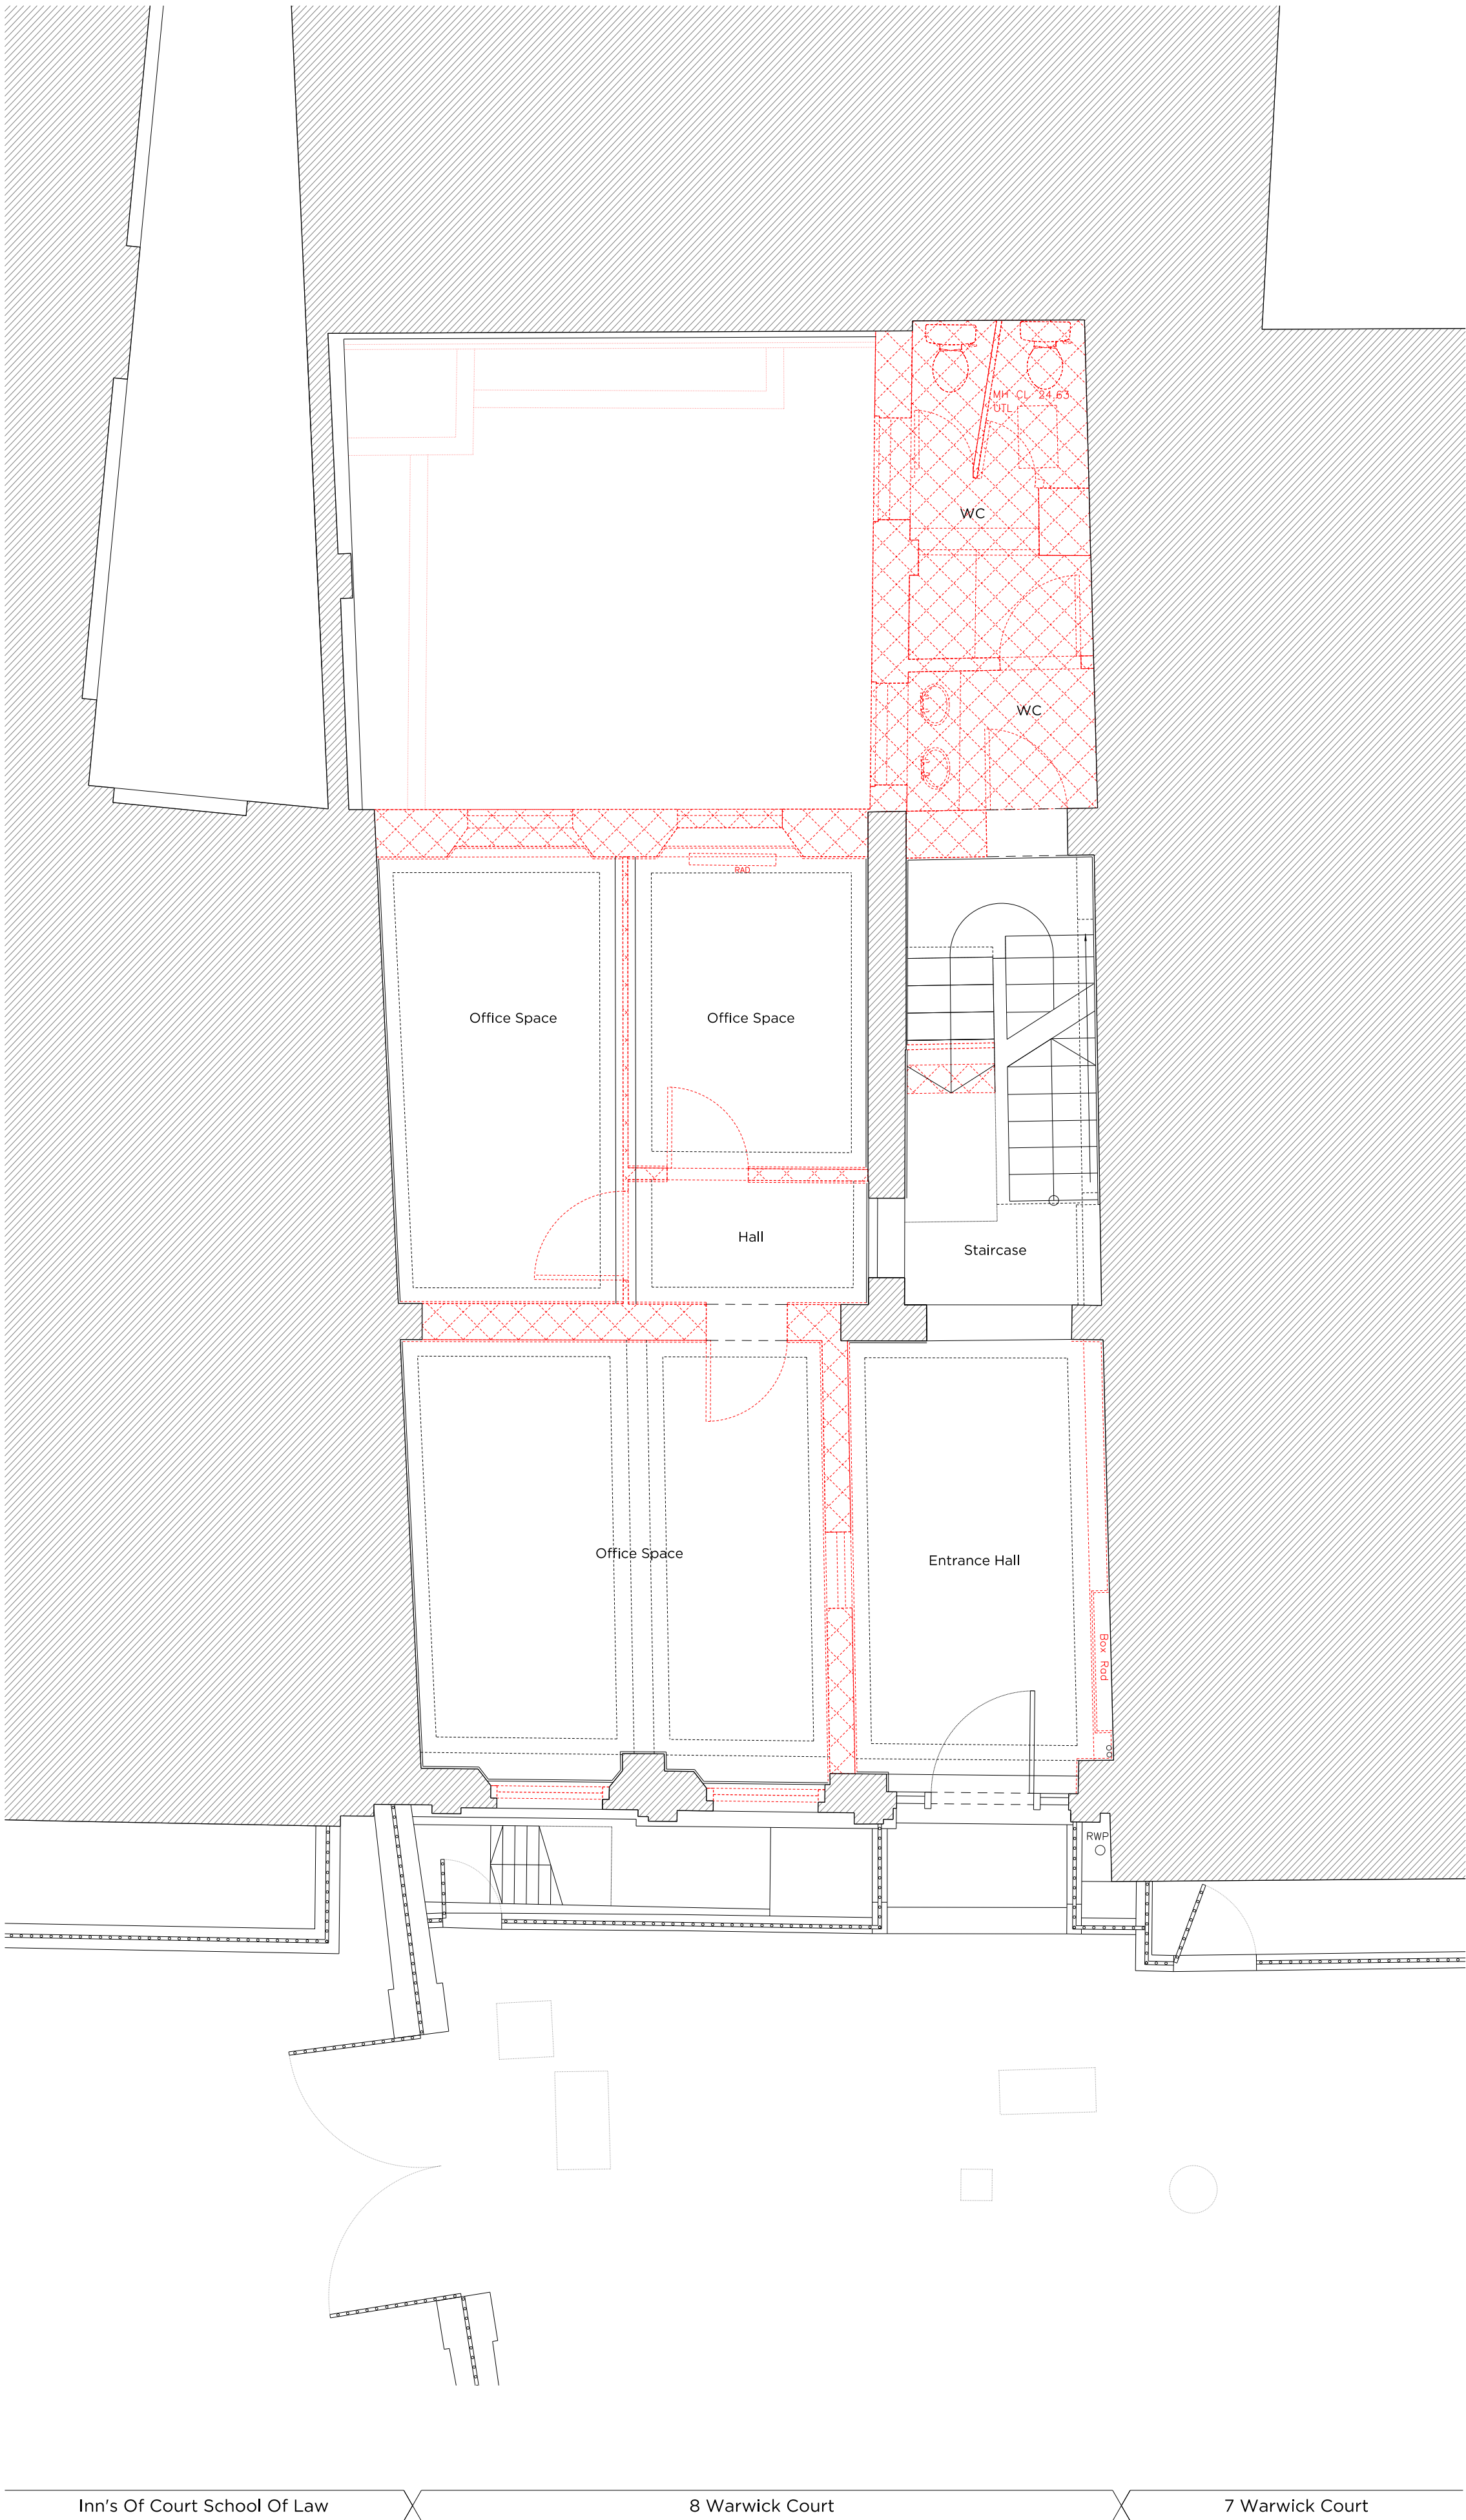 MH CL 24.63
UTL
WC
WC
RAD
Office Space
Office Space
Hall
Staircase
Office Space
Entrance Hall
Box Rad
RWP
Inn's Of Court School Of Law
8 Warwick Court
7 Warwick Court